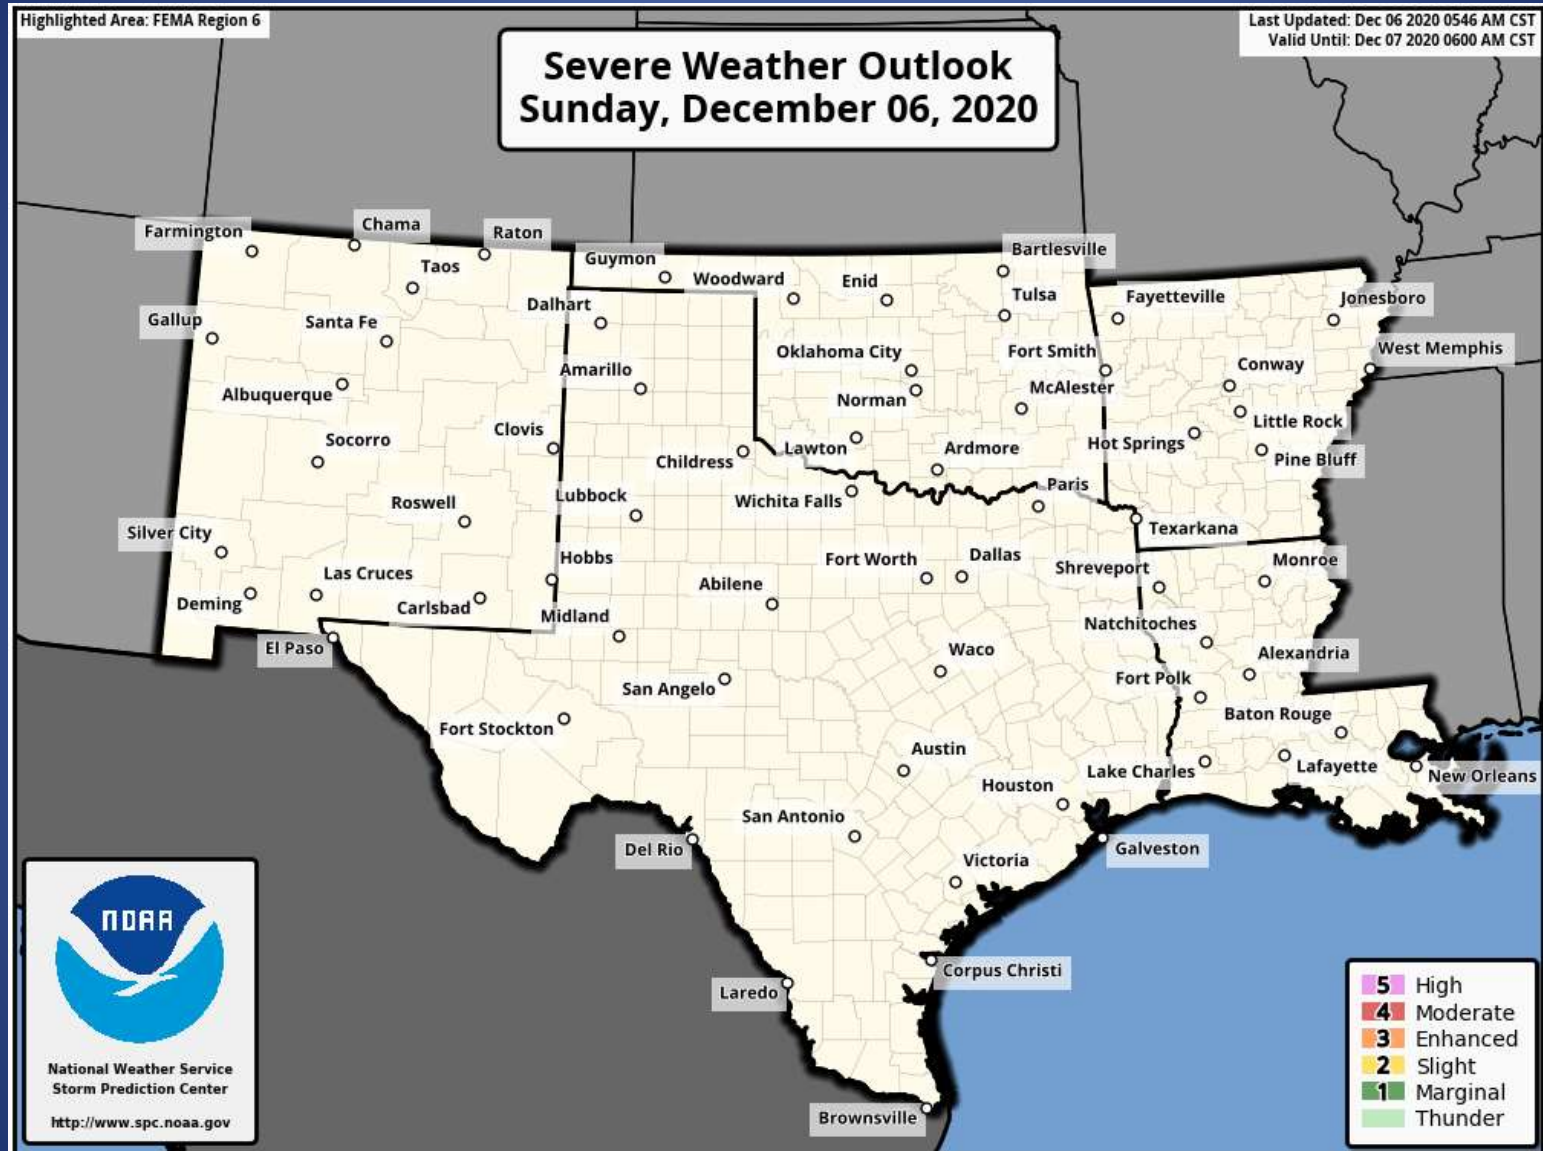 Highlighted Area: FEMA Region 6
Last Updated: Dec 06 2020 0546 AM CST
Valid Until: Dec 07 2020 0600 AM CST
Severe Weather Outlook
Sunday, December 06, 2020
Farmington
Chama
Raton
Taos
Guymon
Woodward
Enid
Bartlesville
Dalhart
Tulsa
Fayetteville
Jonesboro
Gallup
Santa Fe
Oklahoma City
Fort Smith
West Memphis
Amarillo
Conway
Albuquerque
Norman
McAlester
Little Rock
Socorro
Clovis
Lawton
Ardmore
Hot Springs
Pine Bluff
Childress
Roswell
Lubbock
Wichita Falls
Paris
Silver City
Texarkana
Hobbs
Fort Worth
Dallas
Shreveport
Monroe
Las Cruces
Abilene
Deming
Carlsbad
Midland
Natchitoches
El Paso
Waco
Alexandria
San Angelo
Fort Polk
Fort Stockton
Baton Rouge
Austin
Lake Charles
Lafayette
New Orleans
Houston
San Antonio
Del Rio
Galveston
Victoria
Corpus Christi
Laredo
Brownsville
NOAA
National Weather Service
Storm Prediction Center
http://www.spc.noaa.gov
5 High
4 Moderate
3 Enhanced
2 Slight
1 Marginal
Thunder